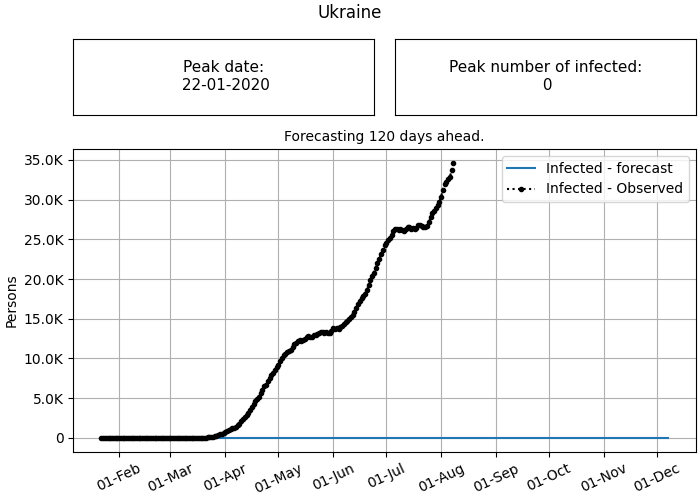 Ukraine
Peak date:
22-01-2020
Peak number of infected:
0
Forecasting 120 days ahead.
Infected - forecast
Infected - Observed
Persons
35.0K
30.0K
25.0K
20.0K
15.0K
10.0K
5.0K
0
01-Feb
01-Mar
01-Apr
01-May
01-Jun
01-Jul
01-Aug
01-Sep
01-Oct
01-Nov
01-Dec